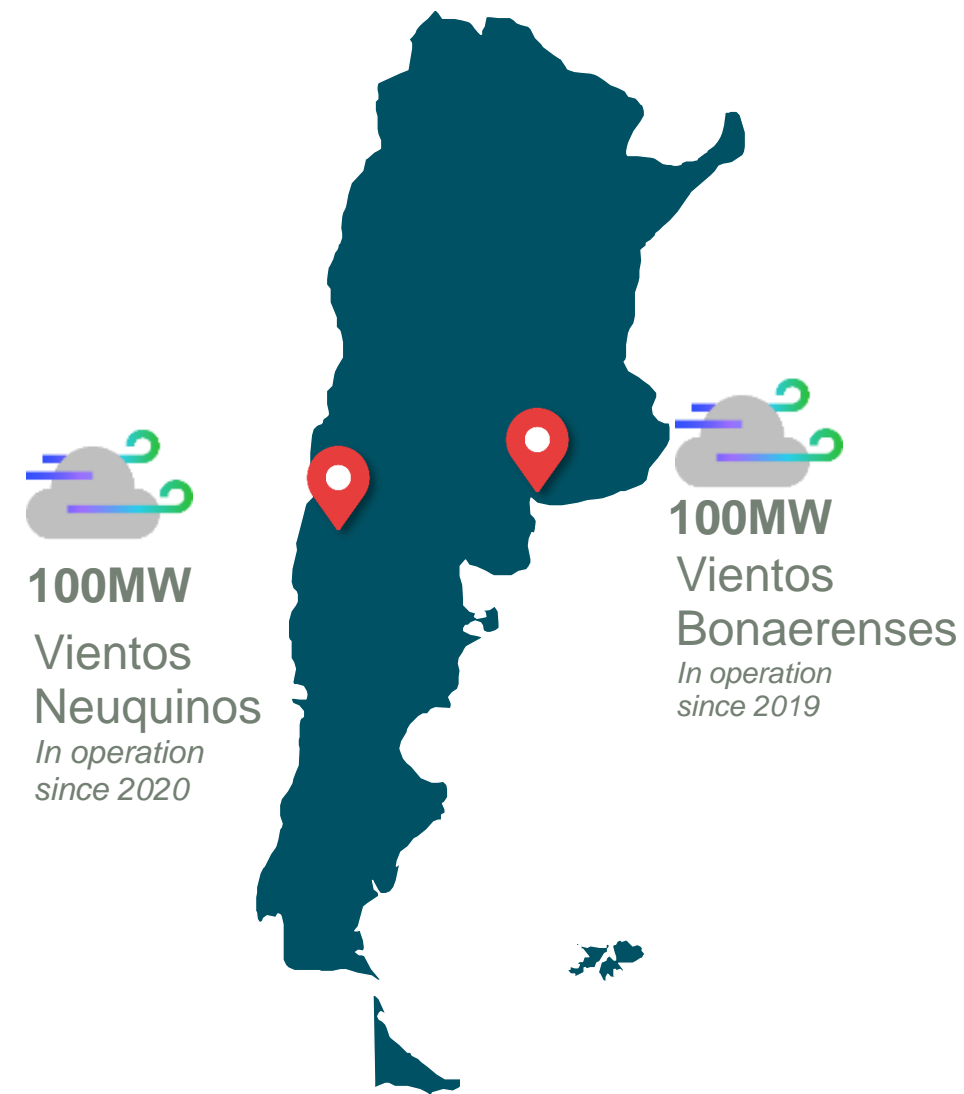 100MW
Vientos
Neuquinos
In operation
since 2020
100MW
Vientos
Bonaerenses
In operation
since 2019